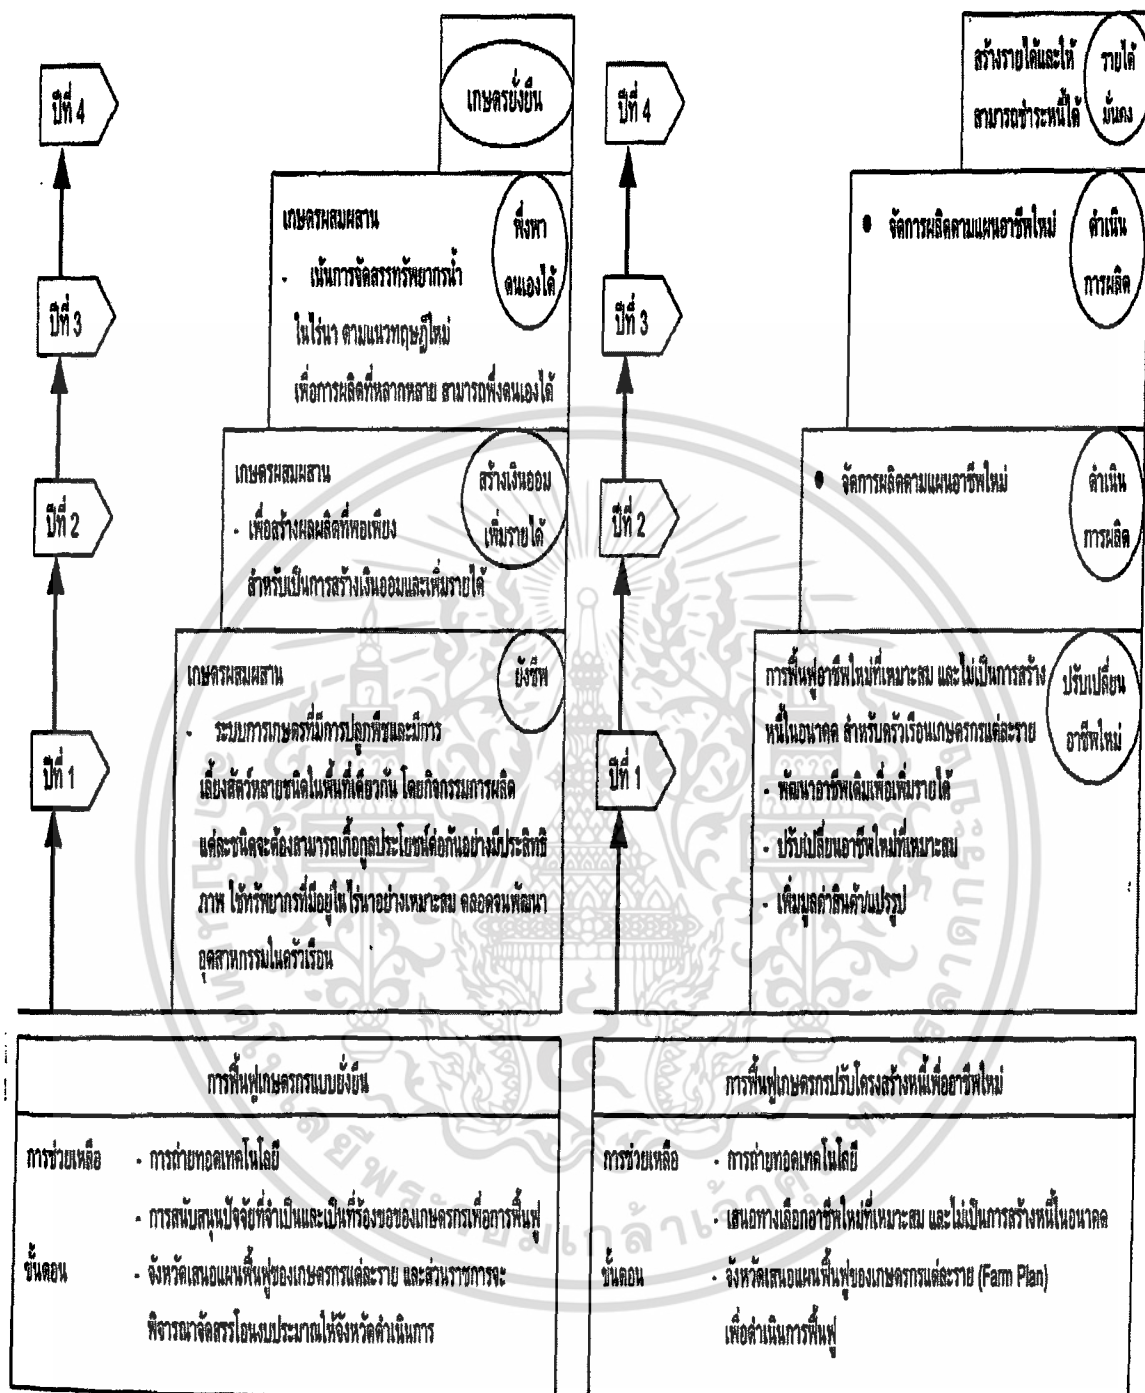 ปีที่ 4
เกษตรยั่งยืน
ปีที่ 3
เกษตรผสมผสาน
พึ่งพา
ตนเองได้
- เน้นการจัดสรรทรัพยากรน้ำ
ในไร่นา ตามแนวทฤษฎีใหม่
เพื่อการผลิตที่หลากหลาย สามารถพึ่งตนเองได้
ปีที่ 2
เกษตรผสมผสาน
สร้างเงินออม
เพิ่มรายได้
- เพื่อสร้างผลผลิตที่พอเพียง
สำหรับเป็นการสร้างเงินออมและเพิ่มรายได้
ปีที่ 1
เกษตรผสมผสาน
ยังชีพ
- ระบบการเกษตรที่มีการปลูกพืชและมีการ
เลี้ยงสัตว์หลายชนิดในพื้นที่เดียวกัน โดยกิจกรรมการผลิต
แต่ละชนิดจะต้องสามารถเกื้อกูลประโยชน์ต่อกันอย่างมีประสิทธิ
ภาพ ใช้ทรัพยากรที่มีอยู่ในไร่นาอย่างเหมาะสม ตลอดจนพัฒนา
อุตสาหกรรมในครัวเรือน
การฟื้นฟูเกษตรกรแบบยั่งยืน
การช่วยเหลือ - การถ่ายทอดเทคโนโลยี
- การสนับสนุนปัจจัยที่จำเป็นและเป็นที่ร้องขอของเกษตรกรเพื่อการฟื้นฟู
ขั้นตอน - จังหวัดเสนอแผนฟื้นฟูของเกษตรกรแต่ละราย และส่วนราชการจะ
พิจารณาจัดสรรโอนงบประมาณให้จังหวัดดำเนินการ
ปีที่ 4
สร้างรายได้และให้
สามารถชำระหนี้ได้
รายได้
มั่นคง
ปีที่ 3
● จัดการผลิตตามแผนอาชีพใหม่
ดำเนิน
การผลิต
ปีที่ 2
● จัดการผลิตตามแผนอาชีพใหม่
ดำเนิน
การผลิต
ปีที่ 1
การฟื้นฟูอาชีพใหม่ที่เหมาะสม และไม่เป็นการสร้าง
หนี้ในอนาคต สำหรับครัวเรือนเกษตรกรแต่ละราย
ปรับเปลี่ยน
อาชีพใหม่
- พัฒนาอาชีพเดิมเพื่อเพิ่มรายได้
- ปรับเปลี่ยนอาชีพใหม่ที่เหมาะสม
- เพิ่มมูลค่าสินค้า/แปรรูป
การฟื้นฟูเกษตรกรปรับโครงสร้างหนี้เพื่ออาชีพใหม่
การช่วยเหลือ - การถ่ายทอดเทคโนโลยี
- เสนอทางเลือกอาชีพใหม่ที่เหมาะสม และไม่เป็นการสร้างหนี้ในอนาคต
ขั้นตอน - จังหวัดเสนอแผนฟื้นฟูของเกษตรกรแต่ละราย (Farm Plan)
เพื่อดำเนินการฟื้นฟู